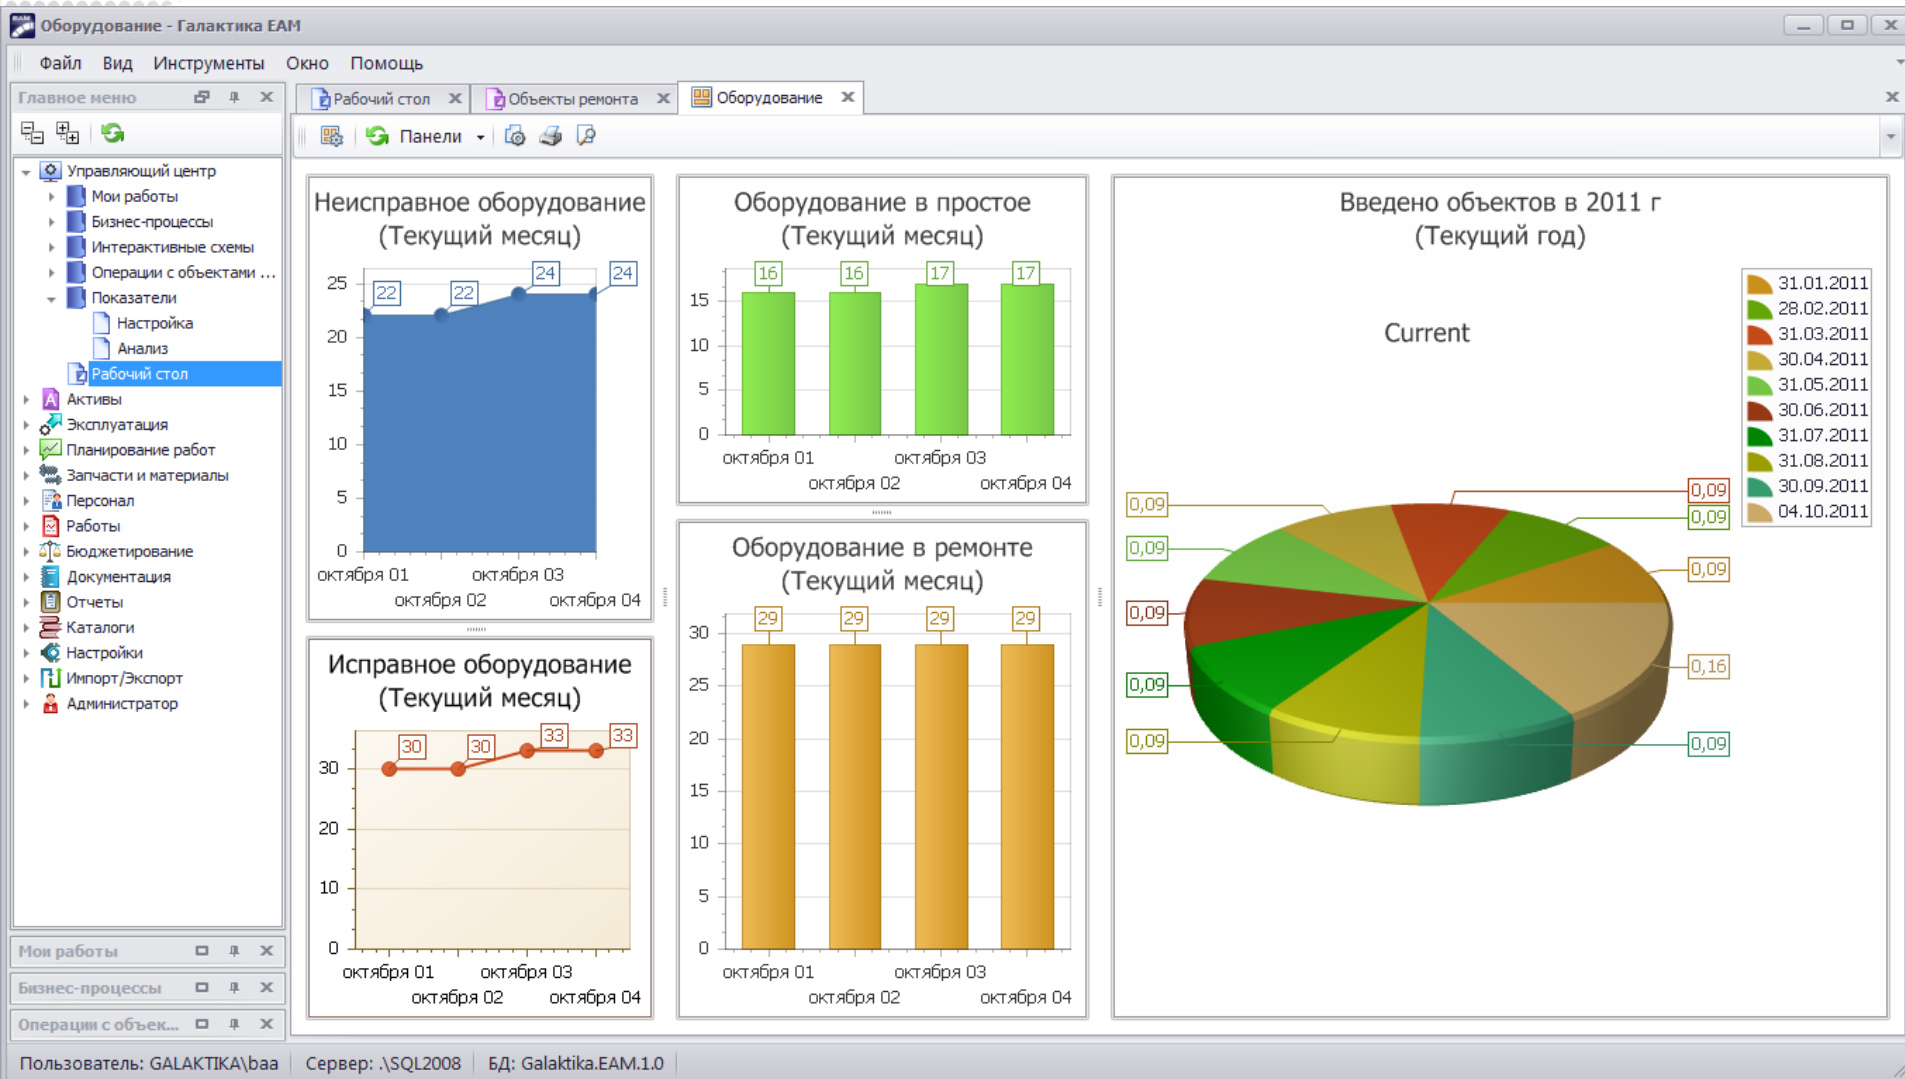 Оборудование - Галактика EAM
Файл Вид Инструменты Окно Помощь
Главное меню
Рабочий стол
Объекты ремонта
Оборудование
Панели
Управляющий центр
Мои работы
Бизнес-процессы
Интерактивные схемы
Операции с объектами ...
Показатели
Настройка
Анализ
Рабочий стол
Активы
Эксплуатация
Планирование работ
Запчасти и материалы
Персонал
Работы
Бюджетирование
Документация
Отчеты
Каталоги
Настройки
Импорт/Экспорт
Администратор
Мои работы
Бизнес-процессы
Операции с объек...
Неисправное оборудование
(Текущий месяц)
22 22 24 24
25
20
15
10
5
0
октября 01 октября 03
октября 02 октября 04
Исправное оборудование
(Текущий месяц)
30 30 33 33
30
20
10
0
октября 01 октября 03
октября 02 октября 04
Оборудование в простое
(Текущий месяц)
16 16 17 17
15
10
5
0
октября 01 октября 03
октября 02 октября 04
Оборудование в ремонте
(Текущий месяц)
29 29 29 29
30
25
20
15
10
5
0
октября 01 октября 03
октября 02 октября 04
Введено объектов в 2011 г
(Текущий год)
Current
31.01.2011
28.02.2011
31.03.2011
30.04.2011
31.05.2011
30.06.2011
31.07.2011
31.08.2011
30.09.2011
04.10.2011
0,09
0,09
0,09
0,09
0,09
0,09
0,09
0,16
0,09
0,09
Пользователь: GALAKTIKA\baa Сервер: .\SQL2008 БД: Galaktika.EAM.1.0